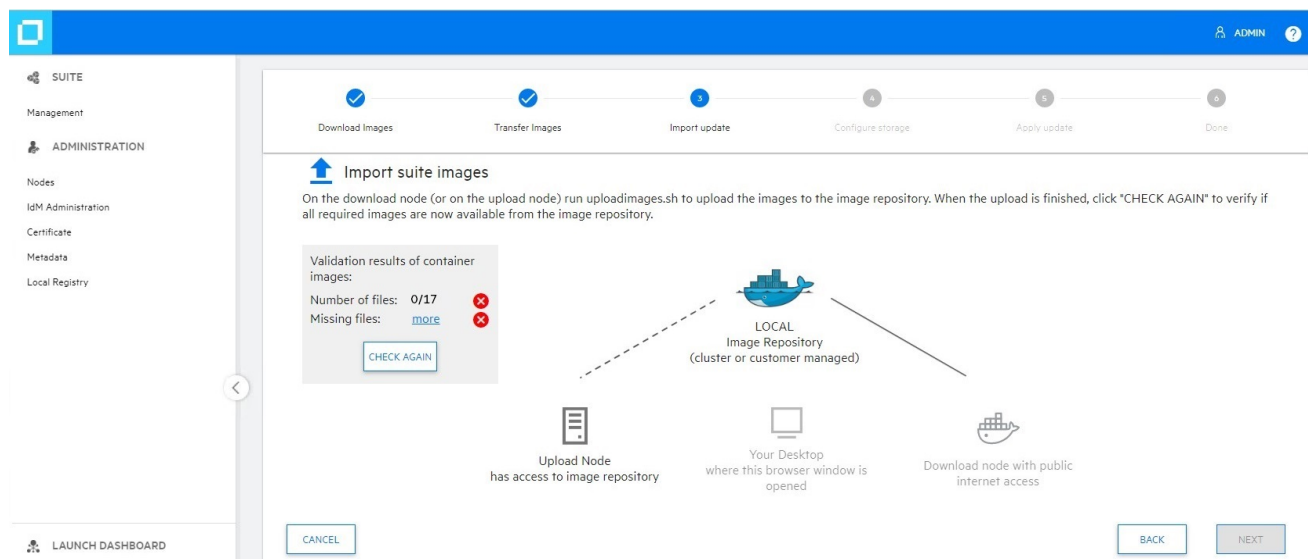 ADMIN ?
SUITE
Management
ADMINISTRATION
Nodes
IdM Administration
Certificate
Metadata
Local Registry
LAUNCH DASHBOARD
3 4 5 6
Download Images Transfer Images Import update Configure storage Apply update Done
Import suite images
On the download node (or on the upload node) run uploadimages.sh to upload the images to the image repository. When the upload is finished, click "CHECK AGAIN" to verify if
all required images are now available from the image repository.
Validation results of container
images:
Number of files: 0/17
Missing files: more
CHECK AGAIN
LOCAL
Image Repository
(cluster or customer managed)
Upload Node
has access to image repository
Your Desktop
where this browser window is
opened
Download node with public
internet access
CANCEL BACK NEXT